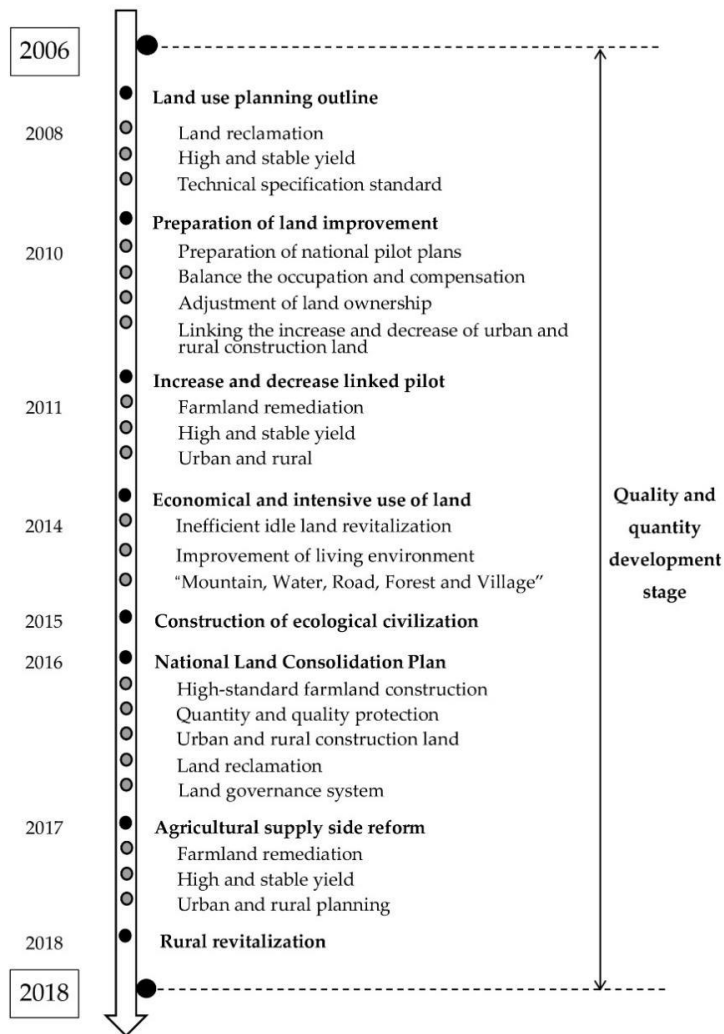 2006
Land use planning outline
2008
Land reclamation
High and stable yield
Technical specification standard
Preparation of land improvement
2010
Preparation of national pilot plans
Balance the occupation and compensation
Adjustment of land ownership
Linking the increase and decrease of urban and
rural construction land
Increase and decrease linked pilot
2011
Farmland remediation
High and stable yield
Urban and rural
Economical and intensive use of land
2014
Inefficient idle land revitalization
Improvement of living environment
“Mountain, Water, Road, Forest and Village”
2015
Construction of ecological civilization
2016
National Land Consolidation Plan
High-standard farmland construction
Quantity and quality protection
Urban and rural construction land
Land reclamation
Land governance system
2017
Agricultural supply side reform
Farmland remediation
High and stable yield
Urban and rural planning
2018
Rural revitalization
2018
Quality and
quantity
development
stage